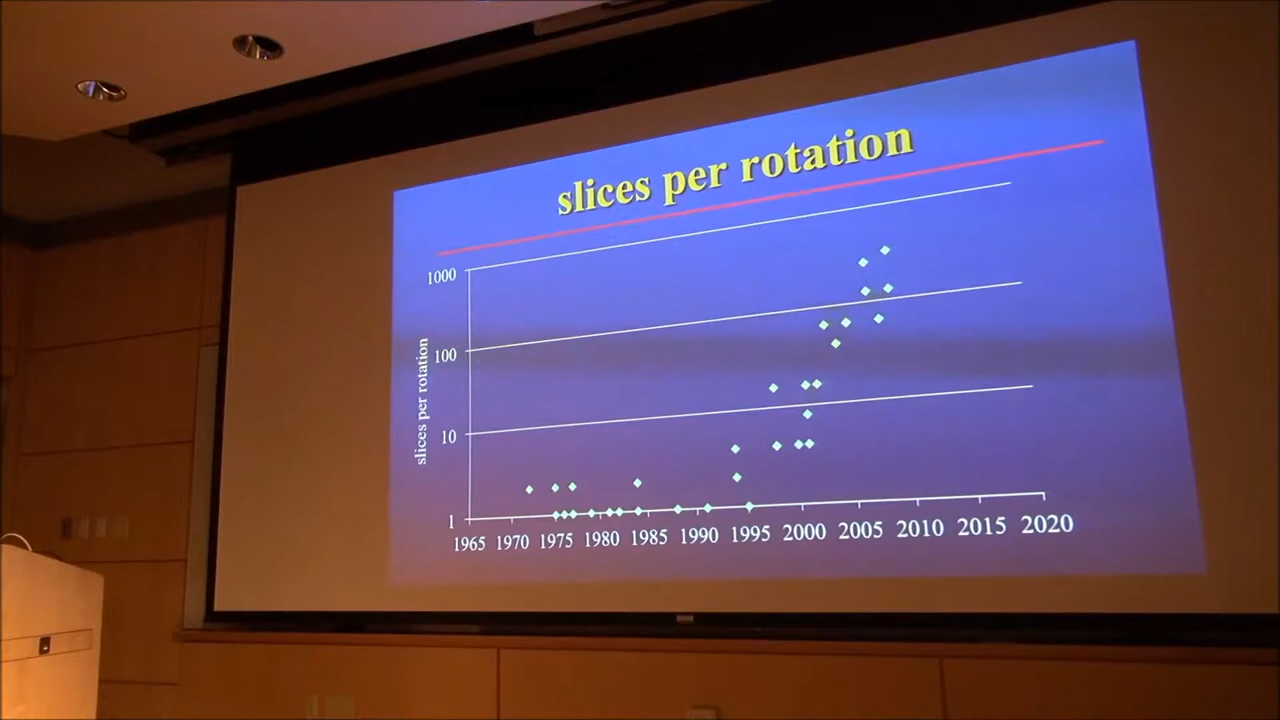 slices per rotation
1000
100
10
1
slices per rotation
1965 1970 1975 1980 1985 1990 1995 2000 2005 2010 2015 2020